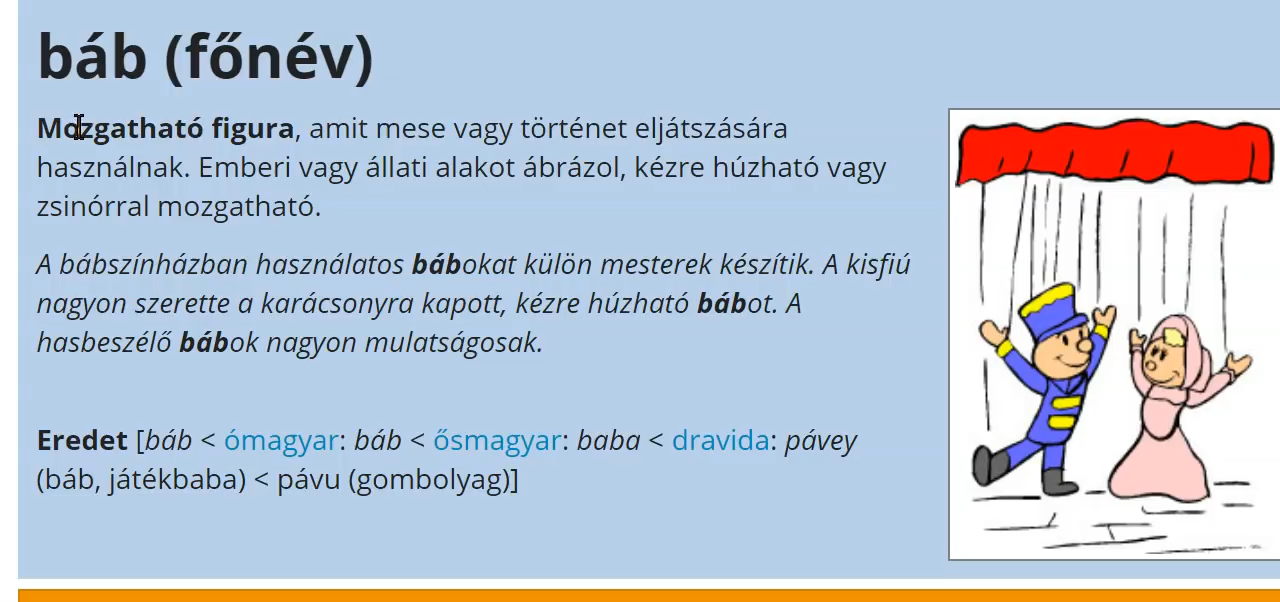 báb (főnév)
Mozgatható figura, amit mese vagy történet eljátszására
használnak. Emberi vagy állati alakot ábrázol, kézre húzható vagy
zsinórral mozgatható.
A bábszínházban használatos bábokat külön mesterek készítik. A kisfiú
nagyon szerette a karácsonyra kapott, kézre húzható bábot. A
hasbeszélő bábok nagyon mulatságosak.
Eredet [báb < ómagyar: báb < ősmagyar: baba < dravida: pávey
(báb, játékbaba) < pávu (gombolyag)]